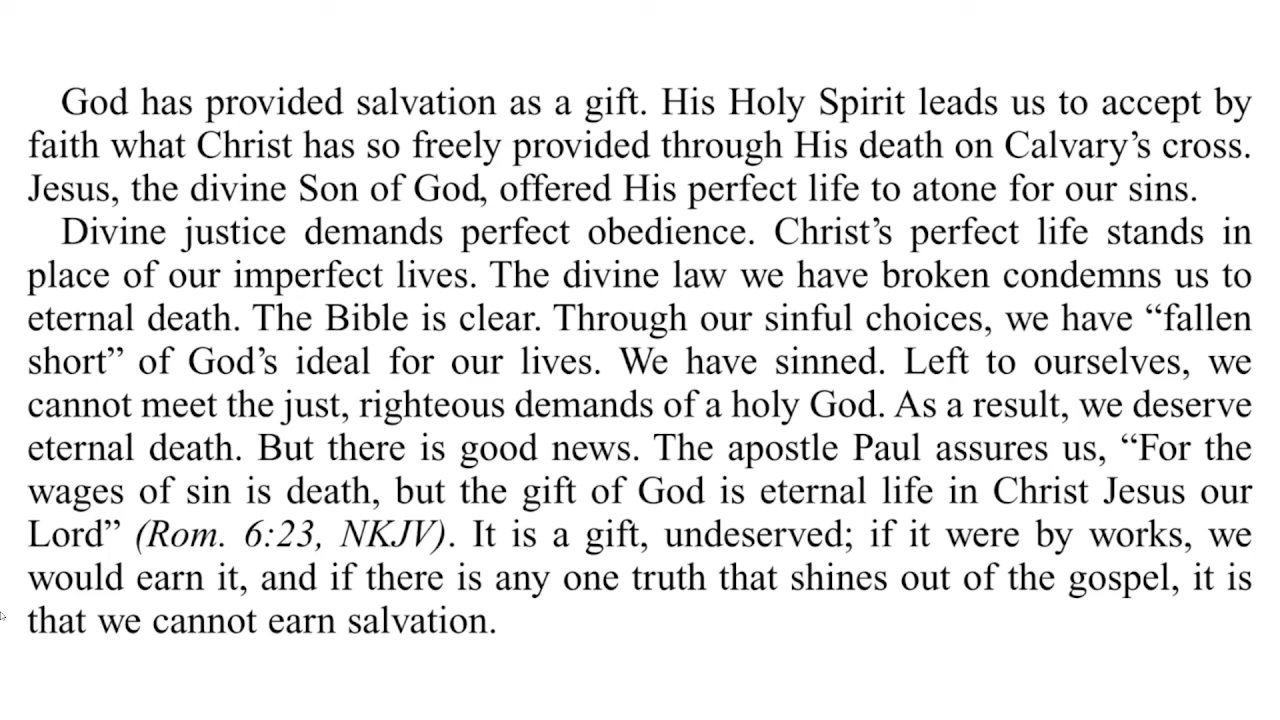 God has provided salvation as a gift. His Holy Spirit leads us to accept by
faith what Christ has so freely provided through His death on Calvary’s cross.
Jesus, the divine Son of God, offered His perfect life to atone for our sins.
Divine justice demands perfect obedience. Christ’s perfect life stands in
place of our imperfect lives. The divine law we have broken condemns us to
eternal death. The Bible is clear. Through our sinful choices, we have “fallen
short” of God’s ideal for our lives. We have sinned. Left to ourselves, we
cannot meet the just, righteous demands of a holy God. As a result, we deserve
eternal death. But there is good news. The apostle Paul assures us, “For the
wages of sin is death, but the gift of God is eternal life in Christ Jesus our
Lord” (Rom. 6:23, NKJV). It is a gift, undeserved; if it were by works, we
would earn it, and if there is any one truth that shines out of the gospel, it is
that we cannot earn salvation.